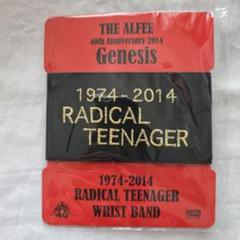 THE ALFEE
40th Anniversary 2014
Genesis
1974-2014
RADICAL
TEENAGER
1974-2014
RADICAL TEENAGER
WRIST BAND